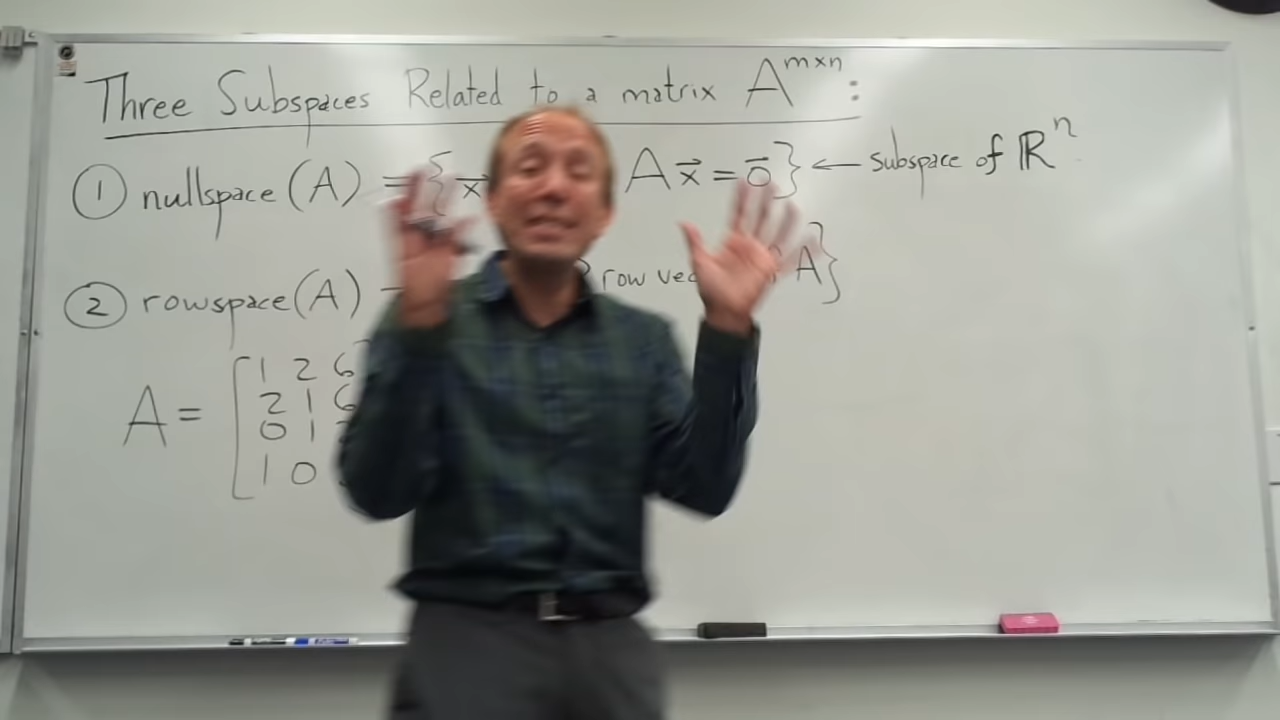 Three Subspaces Related to a matrix A^{m×n}:
① nullspace(A) = {x⃗ A x⃗ = 0⃗} ← subspace of ℝ^n
② rowspace(A) row A}
A = [1 2 6
2 1 6
0 1
1 0